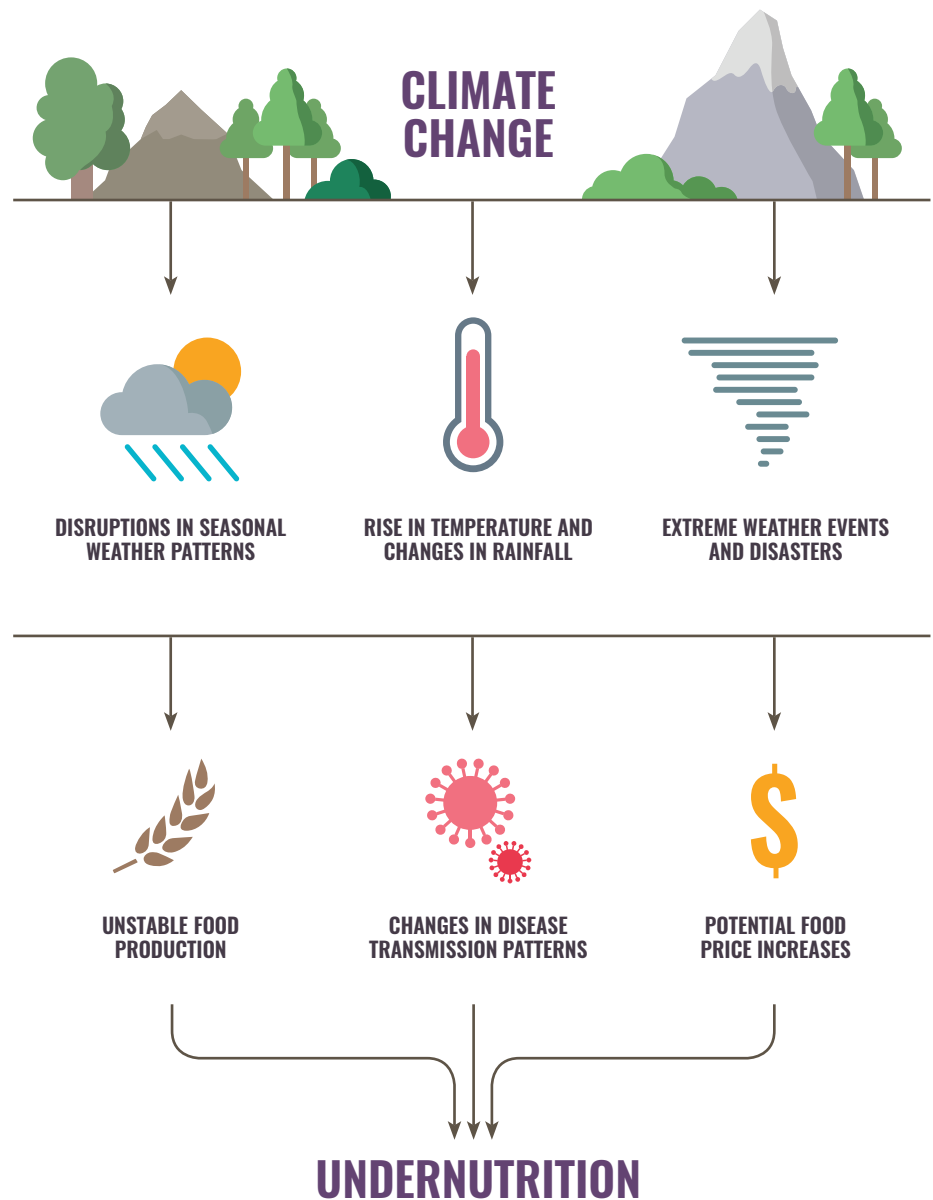 CLIMATE
CHANGE
DISRUPTIONS IN SEASONAL
WEATHER PATTERNS
RISE IN TEMPERATURE AND
CHANGES IN RAINFALL
EXTREME WEATHER EVENTS
AND DISASTERS
UNSTABLE FOOD
PRODUCTION
CHANGES IN DISEASE
TRANSMISSION PATTERNS
$
POTENTIAL FOOD
PRICE INCREASES
UNDERNUTRITION